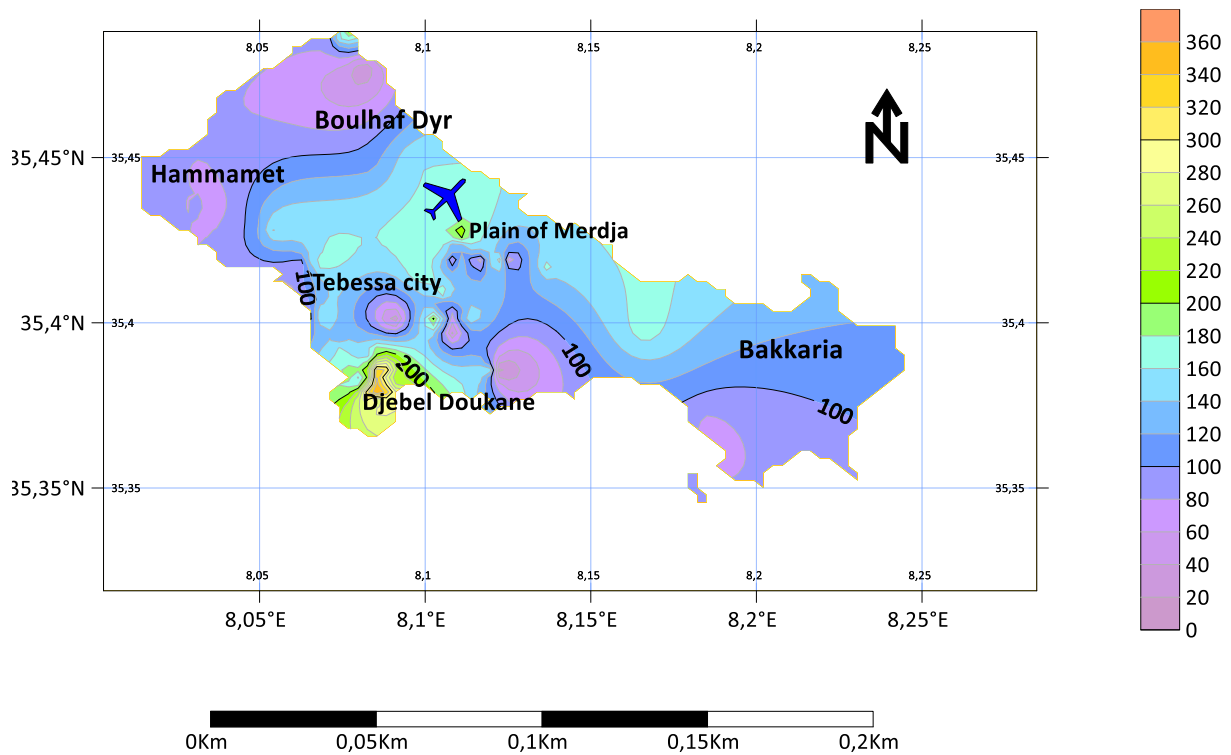 8,05 8,1 8,15 8,2 8,25
360
340
320
300
280
260
240
220
200
180
160
140
120
100
80
60
40
20
0
N
Boulhaf Dyr
35,45°N 35,45 35,45
Hammamet
Plain of Merdja
100
Tebessa city
35,4°N 35,4 35,4
100
Bakkaria
200
Djebel Doukane
100
35,35°N 35,35 35,35
8,05 8,1 8,15 8,2 8,25
8,05°E 8,1°E 8,15°E 8,2°E 8,25°E
0Km 0,05Km 0,1Km 0,15Km 0,2Km